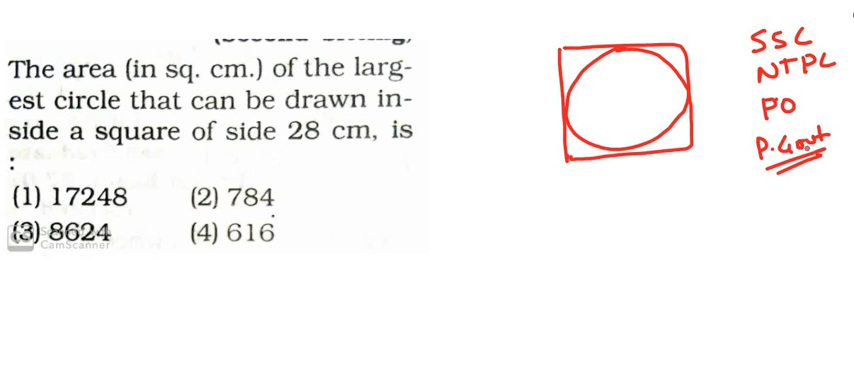 The area (in sq. cm.) of the larg-
est circle that can be drawn in-
side a square of side 28 cm, is
:
(1) 17248 (2) 784
(3) 8624 (4) 616
CamScanner
SSC
NTPC
PO
P.Govt